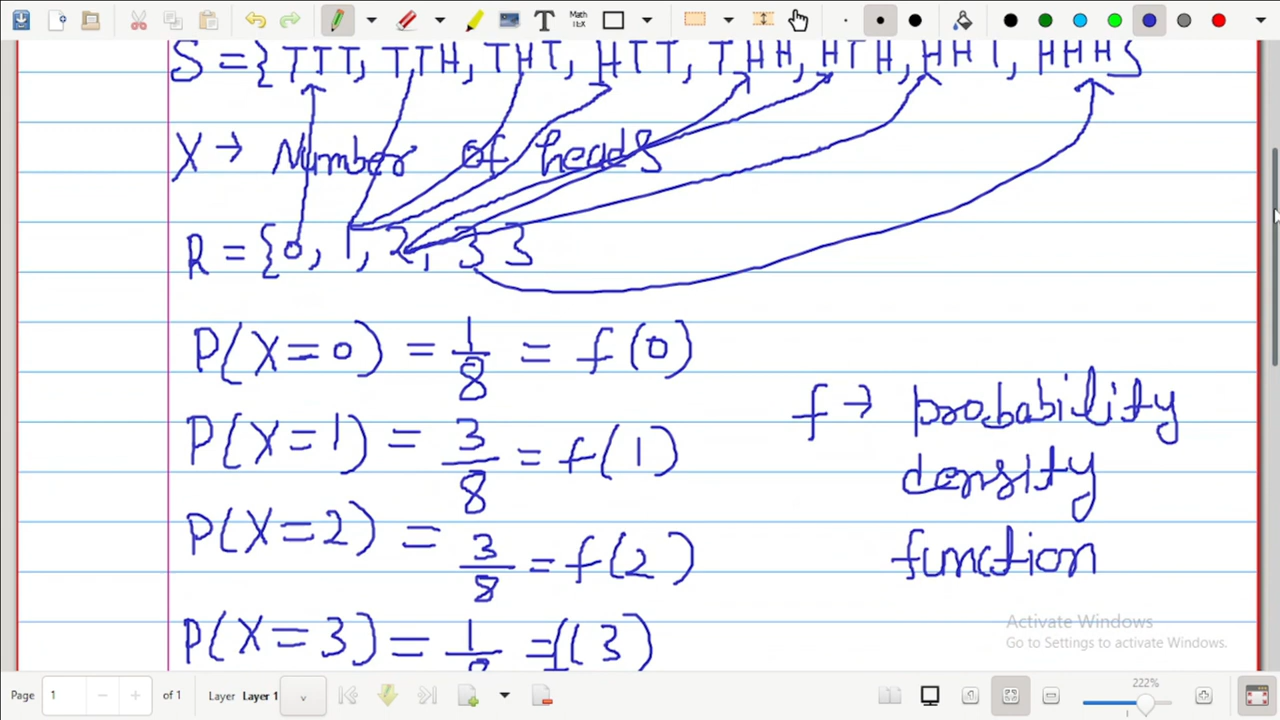 Math
TEX
S = {TTT, TTH, THT, HTT, THH, HTH, HHT, HHH}
X → Number of heads
R = {0, 1, 2, 3}
P(X=0) = 1/8 = f(0)
P(X=1) = 3/8 = f(1)
P(X=2) = 3/8 = f(2)
P(X=3) = 1/8 = f(3)
f → probability
density
function
Activate Windows
Go to Settings to activate Windows.
Page 1 of 1 Layer Layer 1 222%